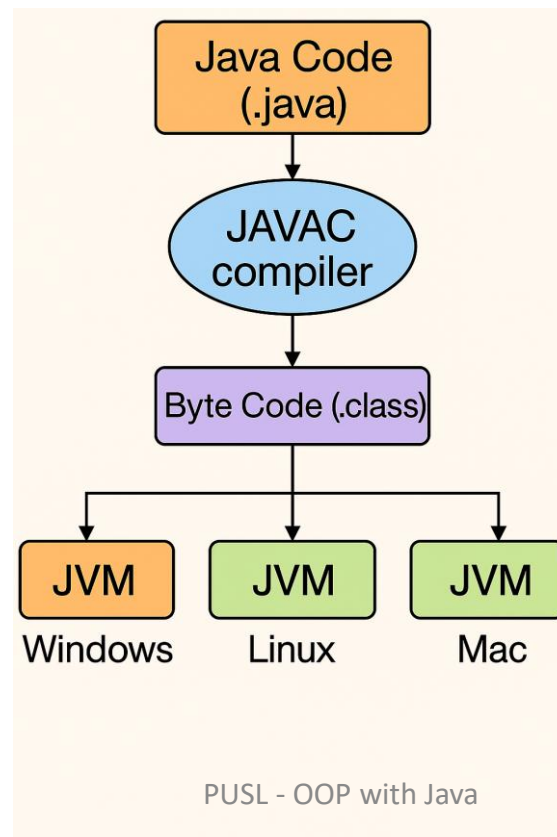 Java Code
(.java)
JAVAC
compiler
Byte Code (.class)
JVM
JVM
JVM
Windows
Linux
Mac
PUSL - OOP with Java